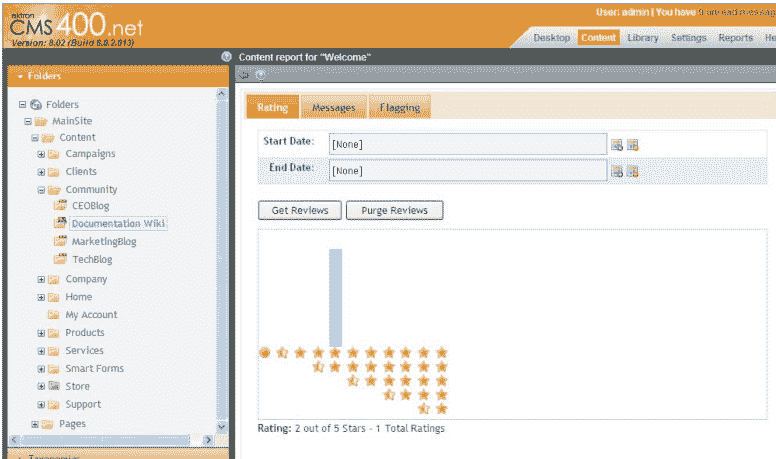 ektron
CMS400.net
Version: 8.02 (Build 8.0.2.013)
User: admin | You have
Desktop Content Library Settings Reports
Content report for "Welcome"
Folders
Folders
MainSite
Content
Campaigns
Clients
Community
CEOBlog
Documentation Wiki
MarketingBlog
TechBlog
Company
Home
My Account
Products
Services
Smart Forms
Store
Support
Pages
Rating Messages Flagging
Start Date: [None]
End Date: [None]
Get Reviews Purge Reviews
Rating: 2 out of 5 Stars - 1 Total Ratings